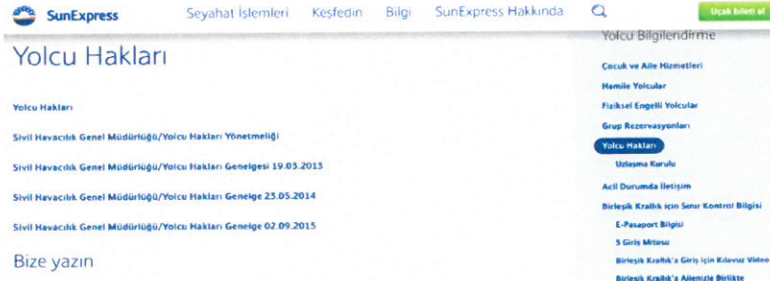 SunExpress Seyahat İşlemleri Keşfedin Bilgi SunExpress Hakkında Uçak bileti al
Yolcu Hakları
Yolcu Hakları
Sivil Havacılık Genel Müdürlüğü/Yolcu Hakları Yönetmeliği
Sivil Havacılık Genel Müdürlüğü/Yolcu Hakları Genelgesi 19.03.2013
Sivil Havacılık Genel Müdürlüğü/Yolcu Hakları Genelge 23.05.2014
Sivil Havacılık Genel Müdürlüğü/Yolcu Hakları Genelge 02.09.2015
Bize yazın
Yolcu Bilgilendirme
Çocuk ve Aile Hizmetleri
Hamile Yolcular
Fiziksel Engelli Yolcular
Grup Rezervasyonları
Yolcu Hakları
Uzlaşma Kurulu
Acil Durumda İletişim
Birleşik Krallık için Sınır Kontrol Bilgisi
E-Pasaport Bilgisi
5 Giriş Mitosu
Birleşik Krallık'a Giriş için Kılavuz Video
Birleşik Krallık'a Ailenizle Birlikte